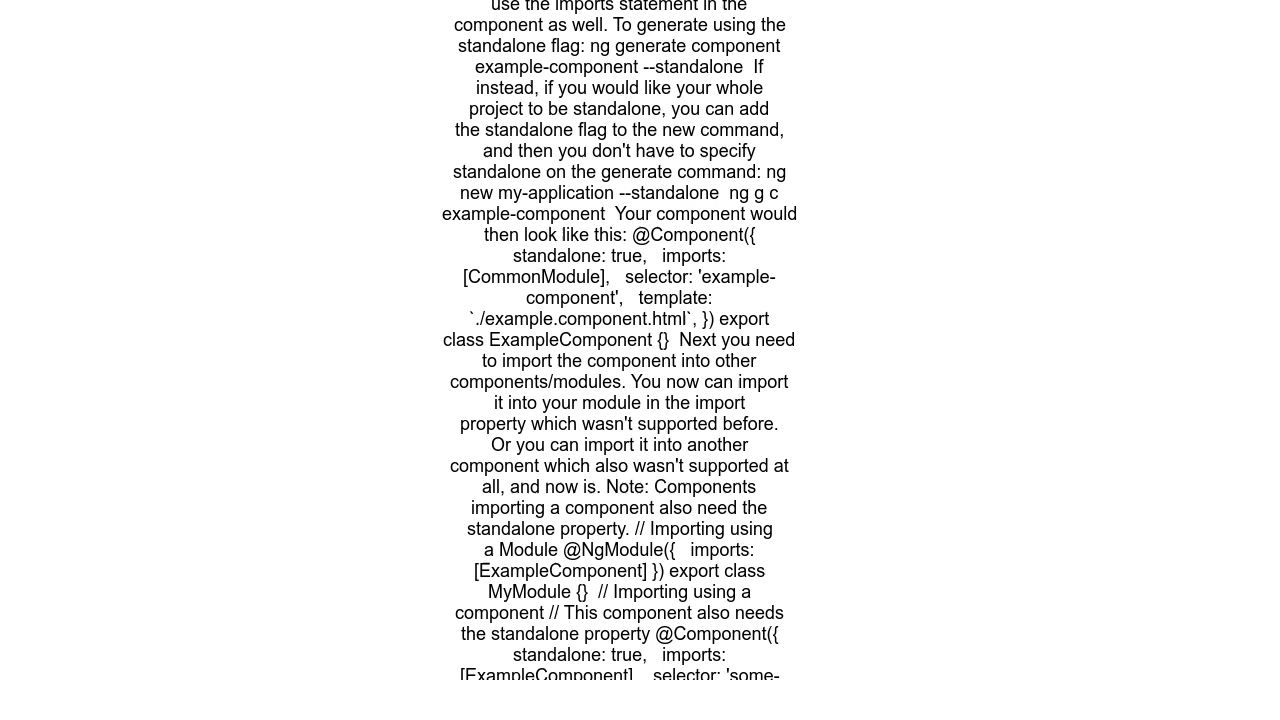 use the imports statement in the
component as well. To generate using the
standalone flag: ng generate component
example-component --standalone  If
instead, if you would like your whole
project to be standalone, you can add
the standalone flag to the new command,
and then you don't have to specify
standalone on the generate command: ng
new my-application --standalone  ng g c
example-component  Your component would
then look like this: @Component({
standalone: true,   imports:
[CommonModule],   selector: 'example-
component',   template:
`./example.component.html`, }) export
class ExampleComponent {}  Next you need
to import the component into other
components/modules. You now can import
it into your module in the import
property which wasn't supported before.
Or you can import it into another
component which also wasn't supported at
all, and now is. Note: Components
importing a component also need the
standalone property. // Importing using
a Module @NgModule({   imports:
[ExampleComponent] }) export class
MyModule {}  // Importing using a
component // This component also needs
the standalone property @Component({
standalone: true,   imports:
[ExampleComponent],   selector: 'some-